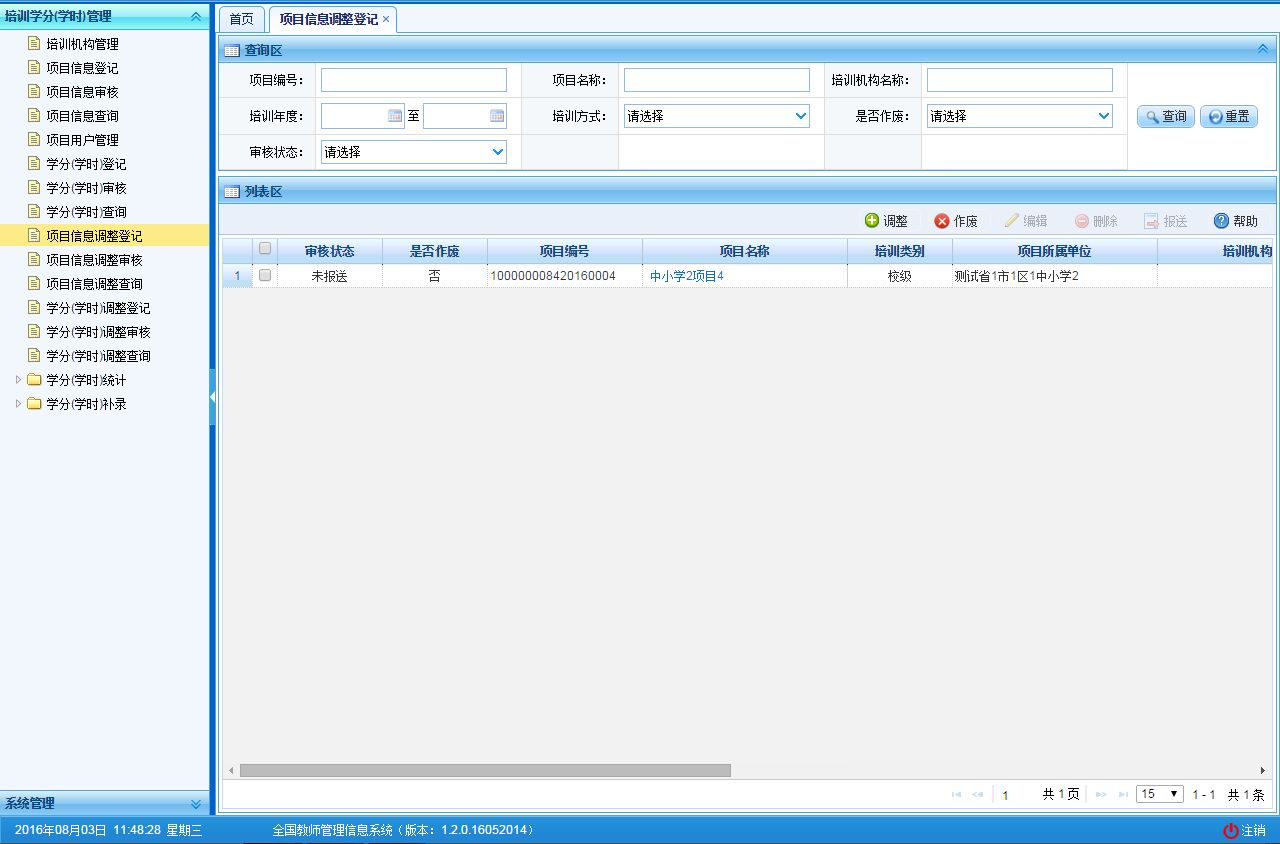 培训学分(学时)管理
培训机构管理
项目信息登记
项目信息审核
项目信息查询
项目用户管理
学分(学时)登记
学分(学时)审核
学分(学时)查询
项目信息调整登记
项目信息调整审核
项目信息调整查询
学分(学时)调整登记
学分(学时)调整审核
学分(学时)调整查询
学分(学时)统计
学分(学时)补录
系统管理
首页 项目信息调整登记 ×
查询区
项目编号: 项目名称: 培训机构名称:
培训年度: 至 培训方式: 请选择 是否作废: 请选择 查询 重置
审核状态: 请选择
列表区
调整 作废 编辑 删除 报送 帮助
审核状态 是否作废 项目编号 项目名称 培训类别 项目所属单位 培训机构
1 未报送 否 100000008420160004 中小学2项目4 校级 测试省1市1区1中小学2
1 共 1 页 15 1 - 1 共 1 条
2016年08月03日 11:48:28 星期三 全国教师管理信息系统（版本：1.2.0.16052014） 注销